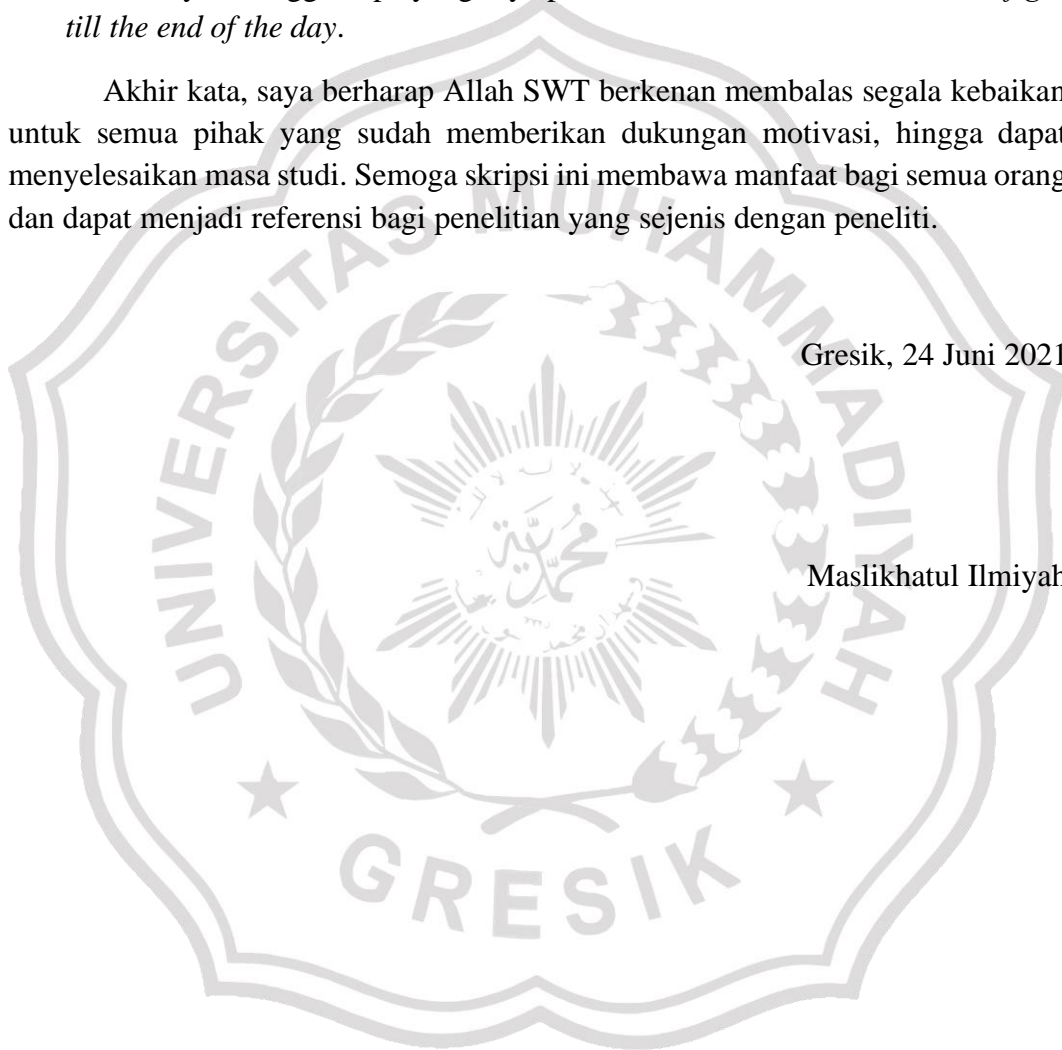 till the end of the day.
Akhir kata, saya berharap Allah SWT berkenan membalas segala kebaikan
untuk semua pihak yang sudah memberikan dukungan motivasi, hingga dapat
menyelesaikan masa studi. Semoga skripsi ini membawa manfaat bagi semua orang
dan dapat menjadi referensi bagi penelitian yang sejenis dengan peneliti.
UNIVERSITAS MUHAMMADIYAH
Gresik, 24 Juni 2021
Maslikhatul Ilmiyah
GRESIK